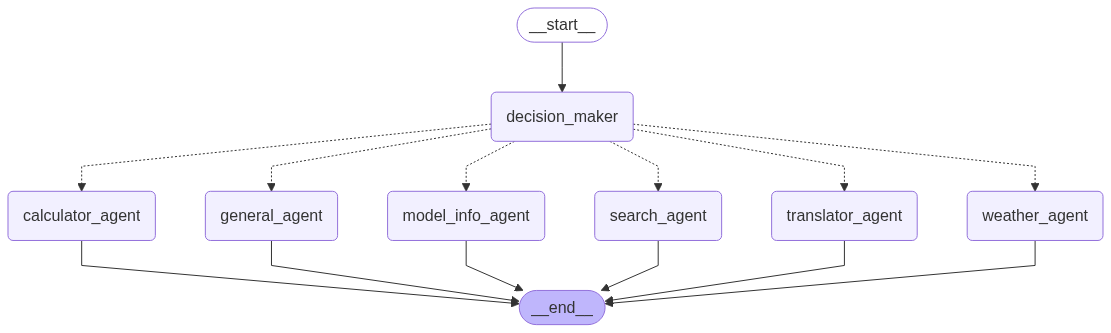 __start__
decision_maker
calculator_agent
general_agent
model_info_agent
search_agent
translator_agent
weather_agent
__end__